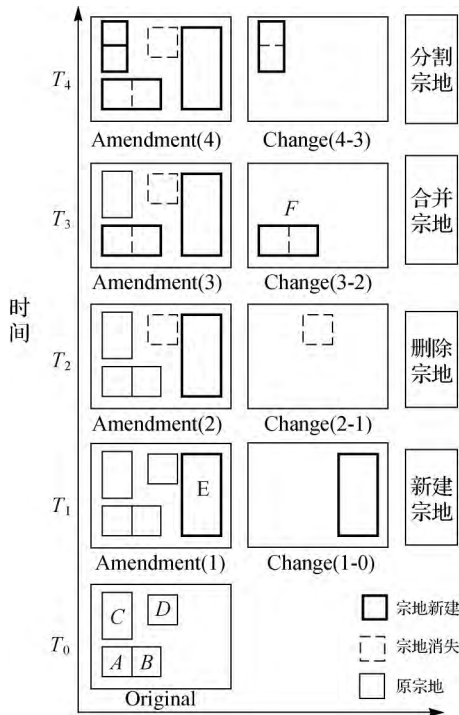 T₄
Amendment(4)
Change(4-3)
分割
宗地
T₃
F
Amendment(3)
Change(3-2)
合并
宗地
时
间
T₂
Amendment(2)
Change(2-1)
删除
宗地
T₁
E
Amendment(1)
Change(1-0)
新建
宗地
T₀
C
D
A
B
Original
宗地新建
宗地消失
原宗地